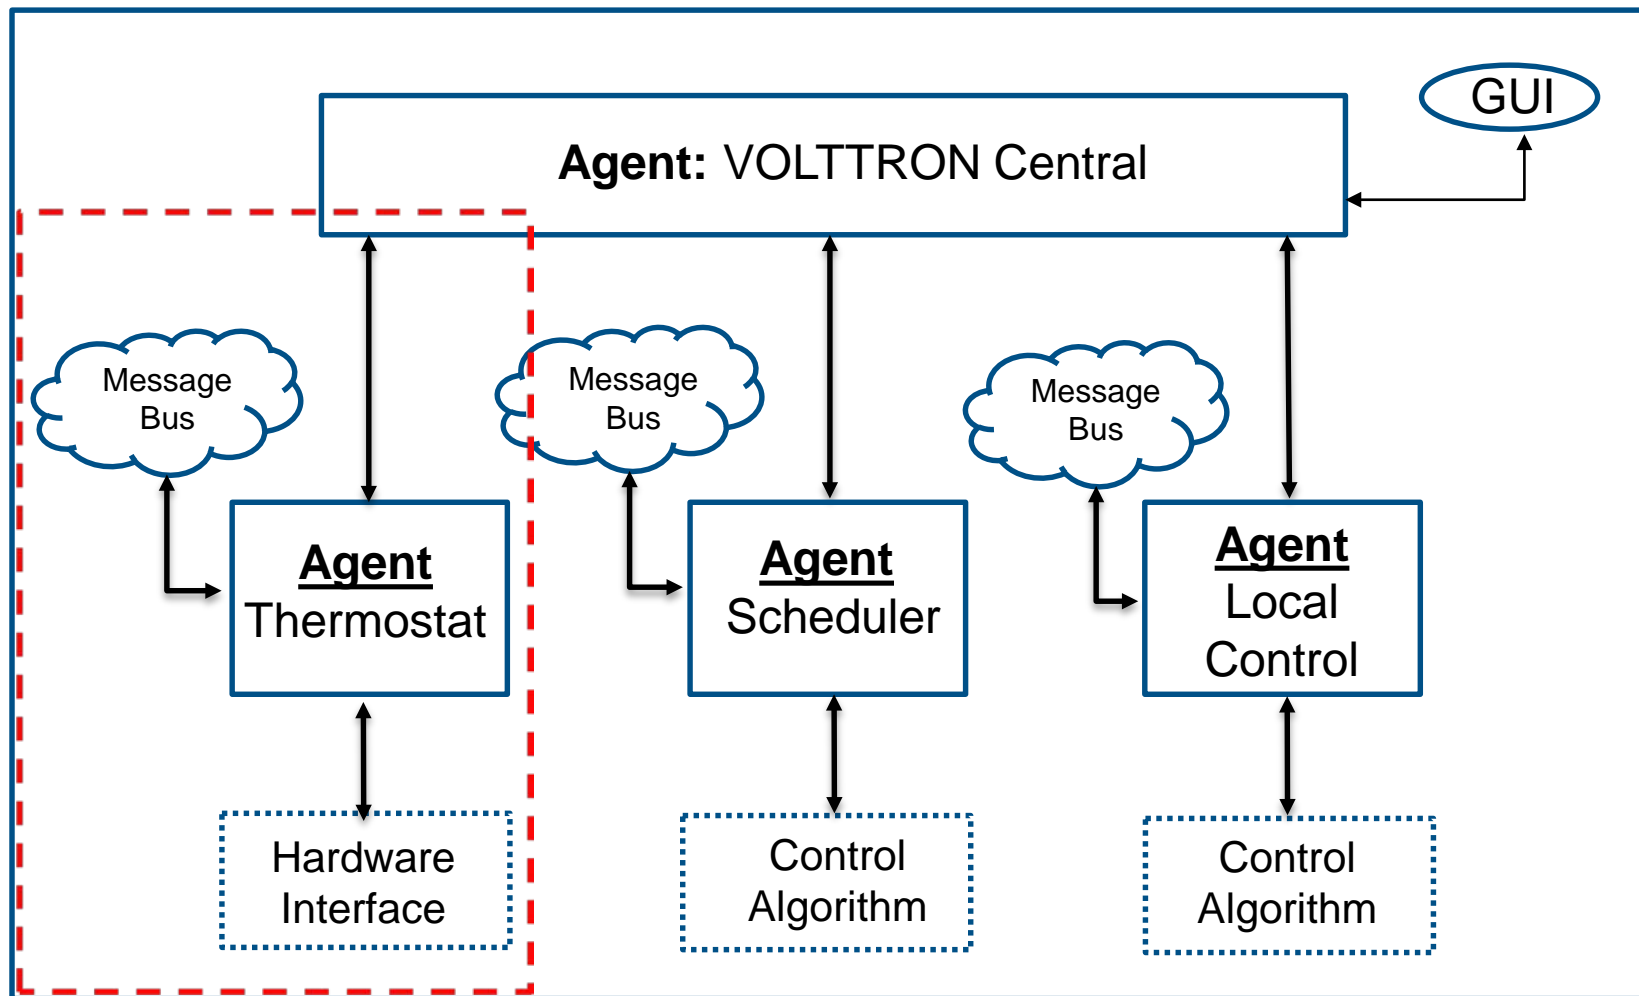 GUI
Agent: VOLTTRON Central
Message
Bus
Message
Bus
Message
Bus
Agent
Thermostat
Agent
Scheduler
Agent
Local
Control
Hardware
Interface
Control
Algorithm
Control
Algorithm